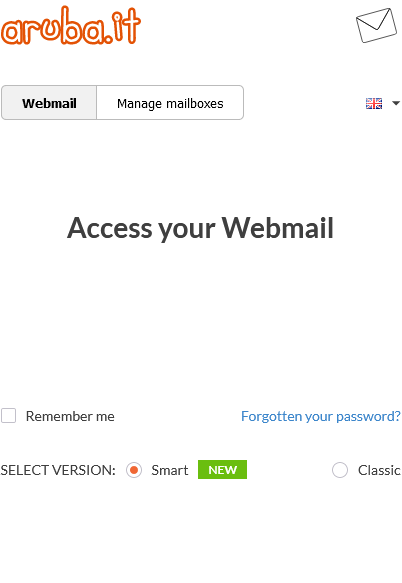 aruba.it
Webmail
Manage mailboxes
Access your Webmail
Remember me
Forgotten your password?
SELECT VERSION:
Smart
NEW
Classic